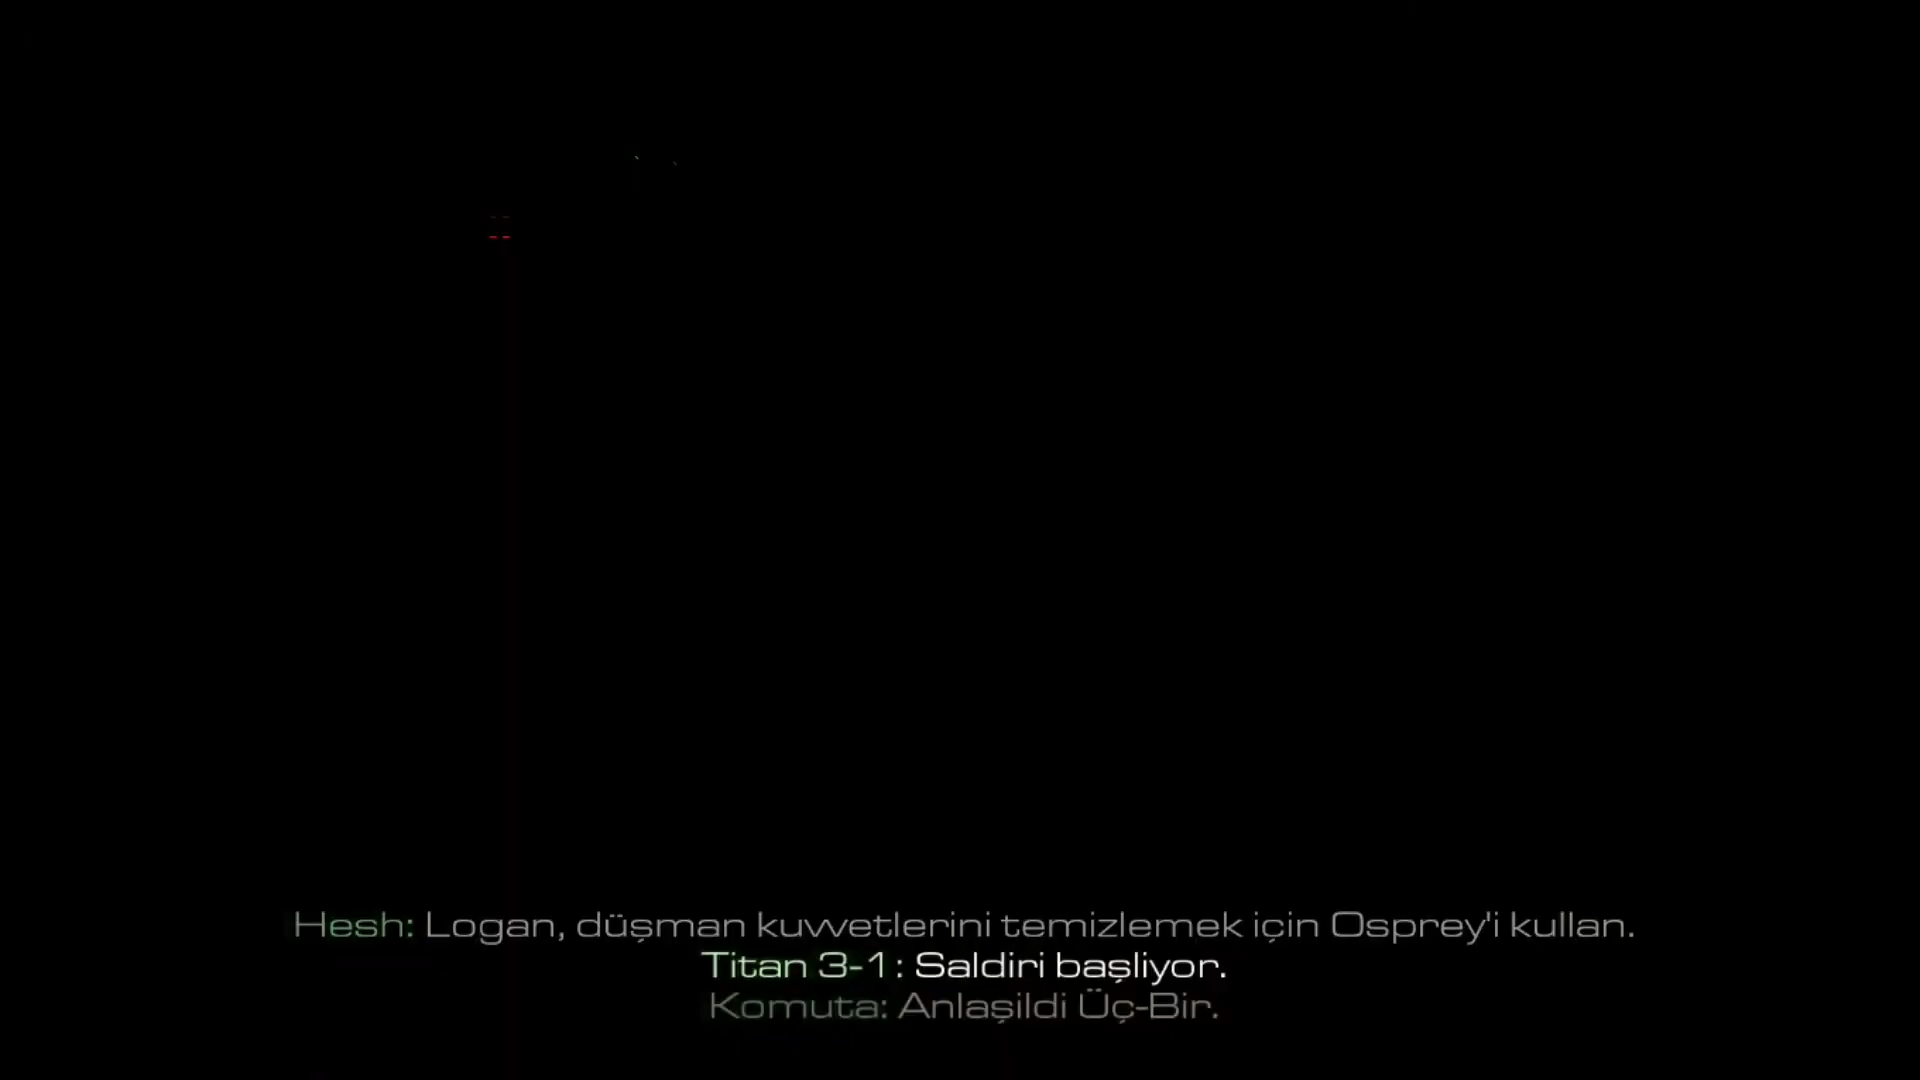 Hesh: Logan, düşman kuvvetlerini temizlemek için Osprey'i kullan.
Titan 3-1: Saldiri başliyor.
Komuta: Anlaşildi Üç-Bir.